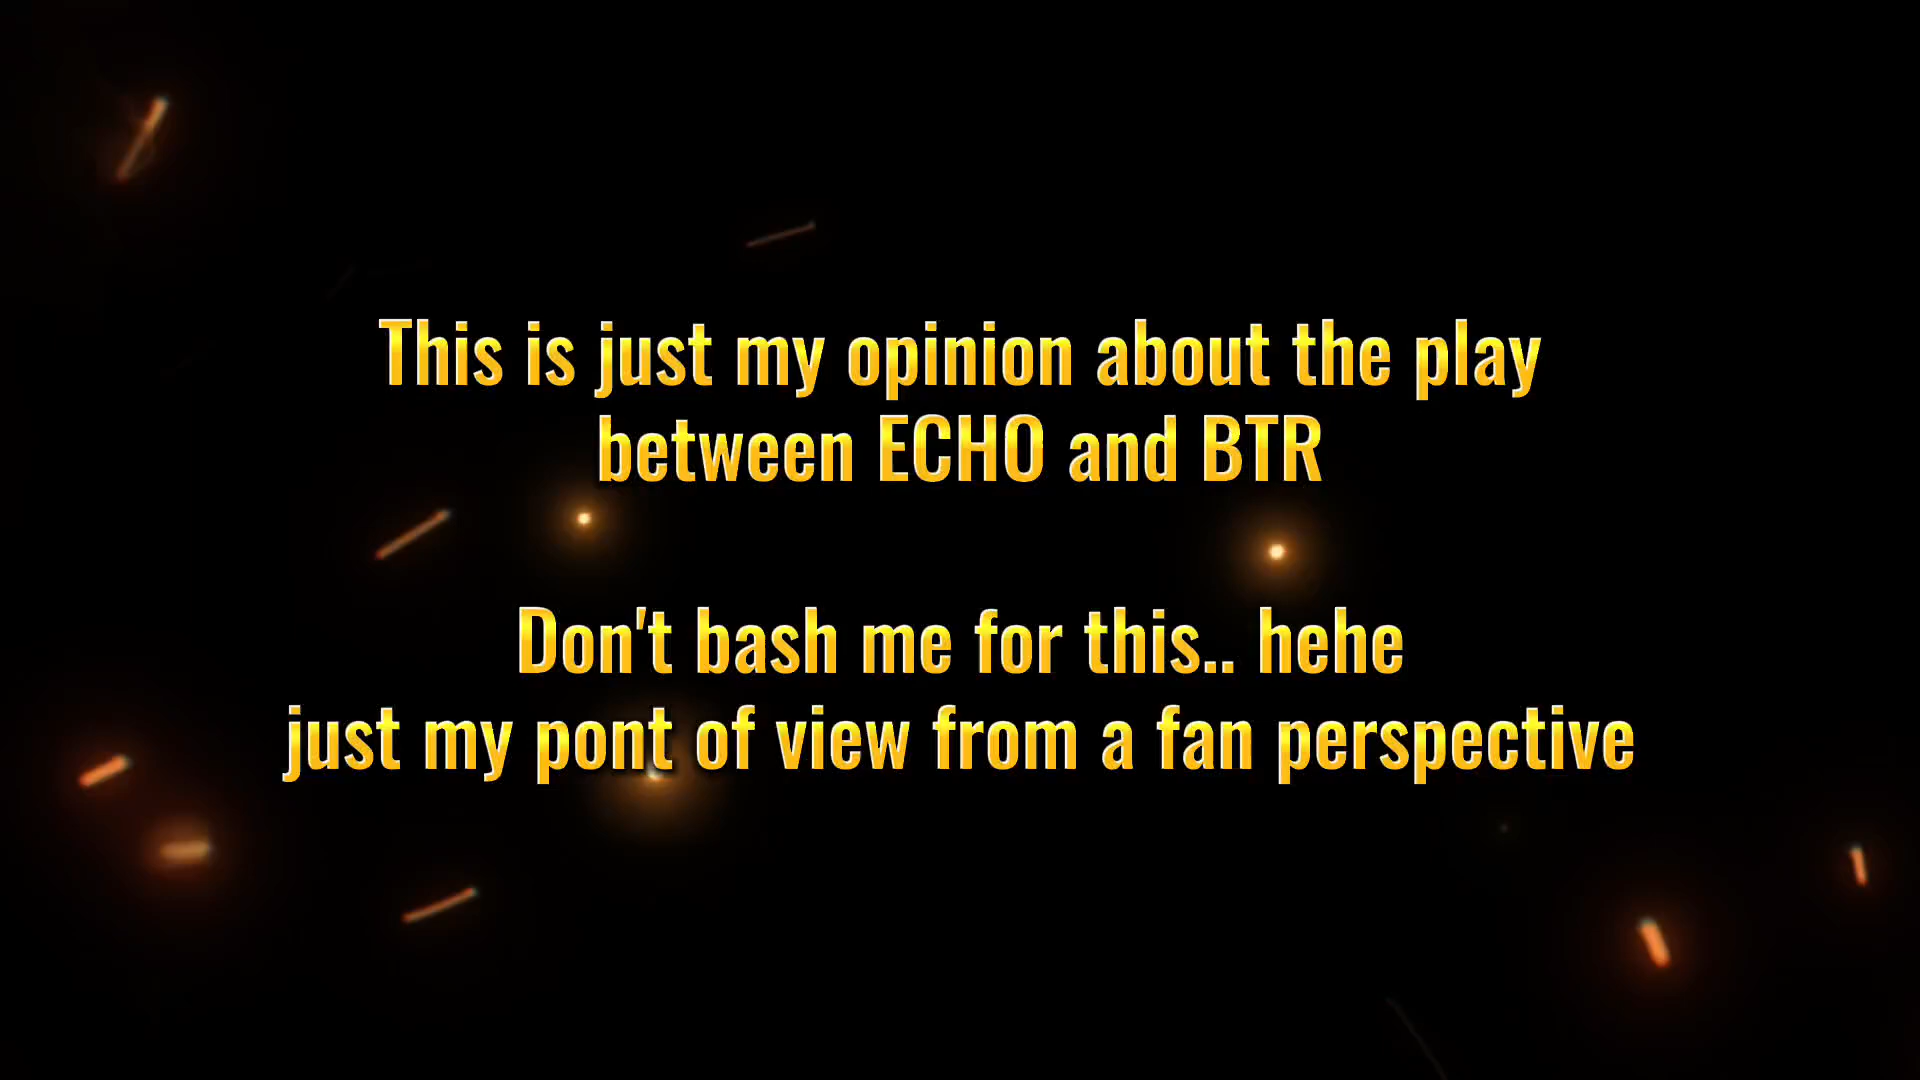 This is just my opinion about the play
between ECHO and BTR
Don't bash me for this.. hehe
just my pont of view from a fan perspective